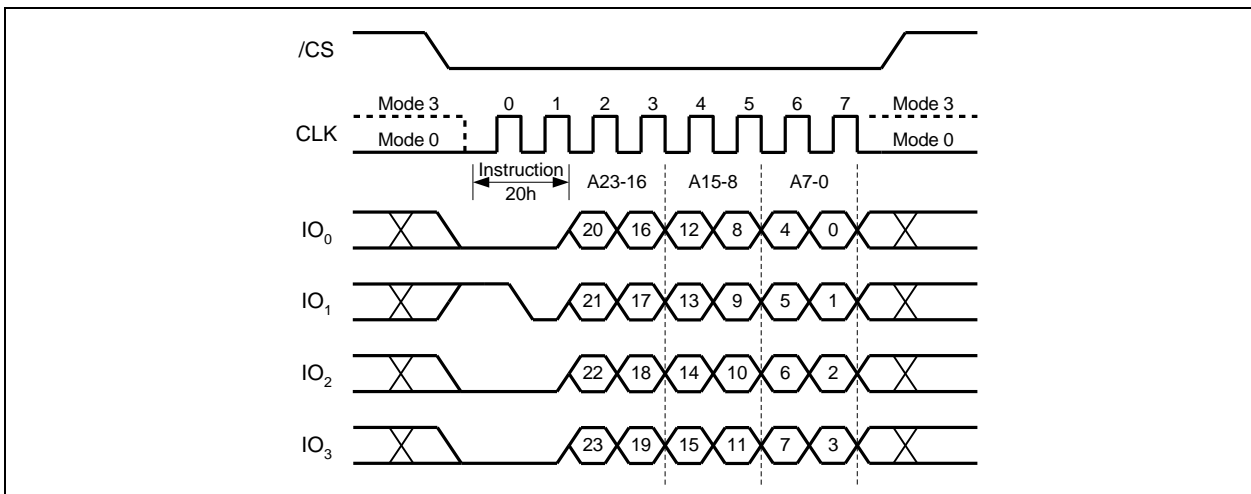 /CS
Mode 3 0 1 2 3 4 5 6 7 Mode 3
CLK
Mode 0 Mode 0
Instruction
20h
A23-16 A15-8 A7-0
IO0 20 16 12 8 4 0
IO1 21 17 13 9 5 1
IO2 22 18 14 10 6 2
IO3 23 19 15 11 7 3